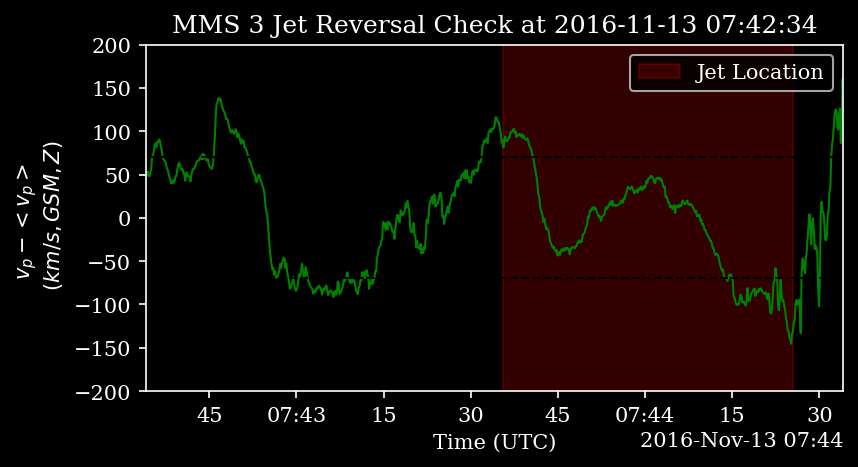 MMS 3 Jet Reversal Check at 2016-11-13 07:42:34
Jet Location
200
150
100
50
0
−50
−100
−150
−200
v_p − < v_p >
(km/s, GSM, Z)
45 07:43 15 30 45 07:44 15 30
Time (UTC)
2016-Nov-13 07:44